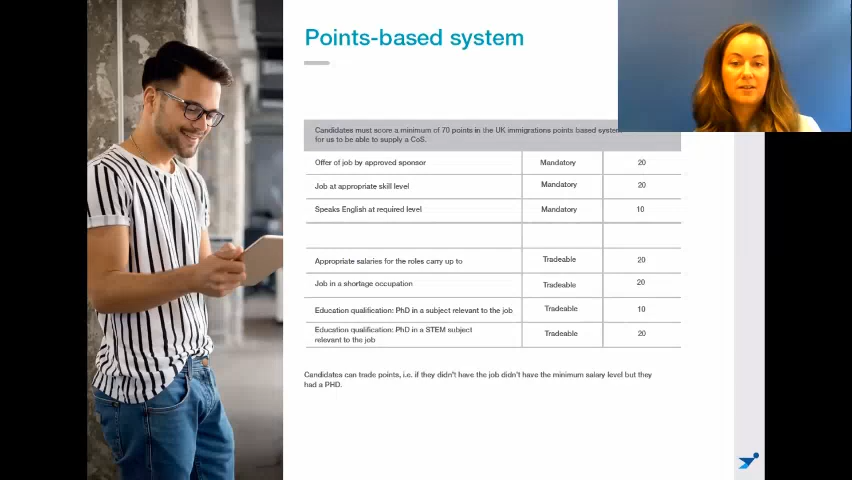 Points-based system
Candidates must score a minimum of 70 points in the UK immigrations points based system
for us to be able to supply a CoS.
Offer of job by approved sponsor Mandatory 20
Job at appropriate skill level Mandatory 20
Speaks English at required level Mandatory 10
Appropriate salaries for the roles carry up to Tradeable 20
Job in a shortage occupation Tradeable 20
Education qualification: PhD in a subject relevant to the job Tradeable 10
Education qualification: PhD in a STEM subject
relevant to the job Tradeable 20
Candidates can trade points, i.e. if they didn't have the job didn't have the minimum salary level but they
had a PHD.